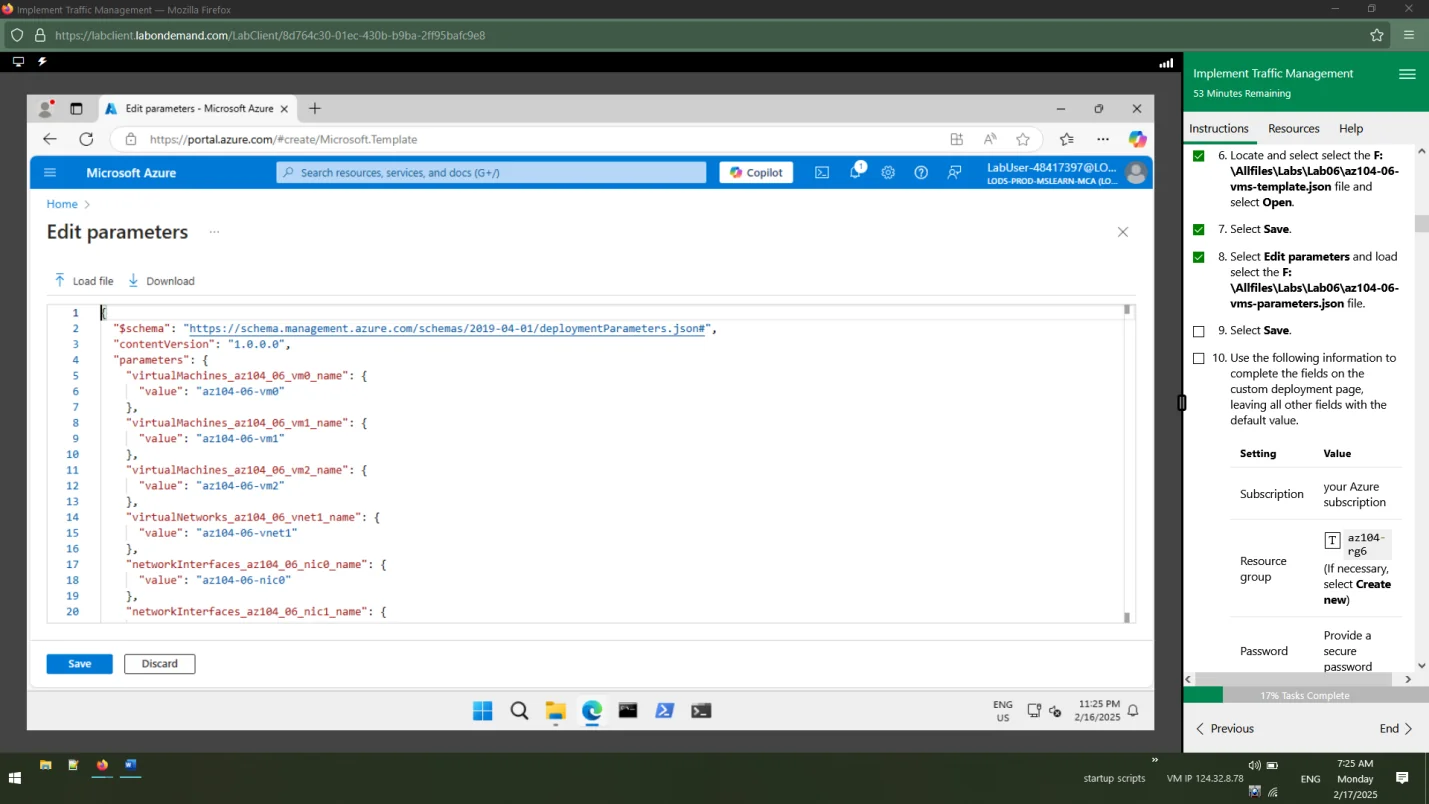 Implement Traffic Management — Mozilla Firefox
https://labclient.labondemand.com/LabClient/8d764c30-01ec-430b-b9ba-2ff95bafc9e8
Edit parameters - Microsoft Azure
https://portal.azure.com/#create/Microsoft.Template
Microsoft Azure
Search resources, services, and docs (G+/)
Copilot
1
LabUser-48417397@LO...
LODS-PROD-MSLEARN-MCA (LO...
Home >
Edit parameters ...
Load file
Download
1 {
2 "$schema": "https://schema.management.azure.com/schemas/2019-04-01/deploymentParameters.json#",
3 "contentVersion": "1.0.0.0",
4 "parameters": {
5 "virtualMachines_az104_06_vm0_name": {
6 "value": "az104-06-vm0"
7 },
8 "virtualMachines_az104_06_vm1_name": {
9 "value": "az104-06-vm1"
10 },
11 "virtualMachines_az104_06_vm2_name": {
12 "value": "az104-06-vm2"
13 },
14 "virtualNetworks_az104_06_vnet1_name": {
15 "value": "az104-06-vnet1"
16 },
17 "networkInterfaces_az104_06_nic0_name": {
18 "value": "az104-06-nic0"
19 },
20 "networkInterfaces_az104_06_nic1_name": {
Save
Discard
ENG
US
11:25 PM
2/16/2025
Implement Traffic Management
53 Minutes Remaining
Instructions
Resources
Help
6. Locate and select select the F:
\Allfiles\Labs\Lab06\az104-06-
vms-template.json file and
select Open.
7. Select Save.
8. Select Edit parameters and load
select the F:
\Allfiles\Labs\Lab06\az104-06-
vms-parameters.json file.
9. Select Save.
10. Use the following information to
complete the fields on the
custom deployment page,
leaving all other fields with the
default value.
Setting
Value
Subscription
your Azure
subscription
Resource
group
T az104-
rg6
(If necessary,
select Create
new)
Password
Provide a
secure
password
17% Tasks Complete
< Previous
End >
startup scripts
»
VM IP 124.32.8.78
ENG
7:25 AM
Monday
2/17/2025